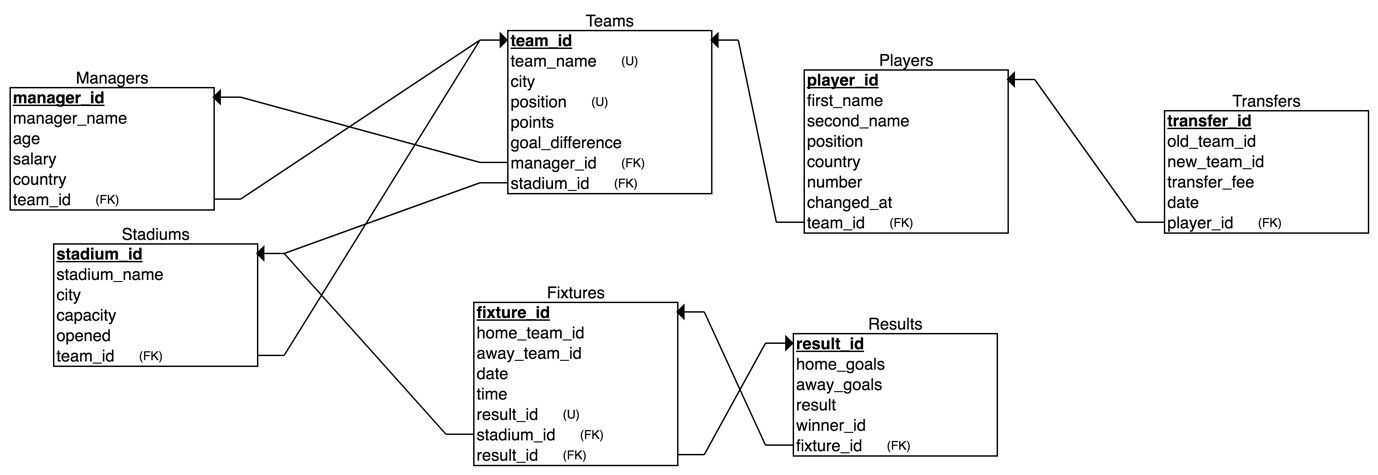 Teams
team_id
team_name (U)
city
position (U)
points
goal_difference
manager_id (FK)
stadium_id (FK)
Managers
manager_id
manager_name
age
salary
country
team_id (FK)
Players
player_id
first_name
second_name
position
country
number
changed_at
team_id (FK)
Transfers
transfer_id
old_team_id
new_team_id
transfer_fee
date
player_id (FK)
Stadiums
stadium_id
stadium_name
city
capacity
opened
team_id (FK)
Fixtures
fixture_id
home_team_id
away_team_id
date
time
result_id (U)
stadium_id (FK)
result_id (FK)
Results
result_id
home_goals
away_goals
result
winner_id
fixture_id (FK)